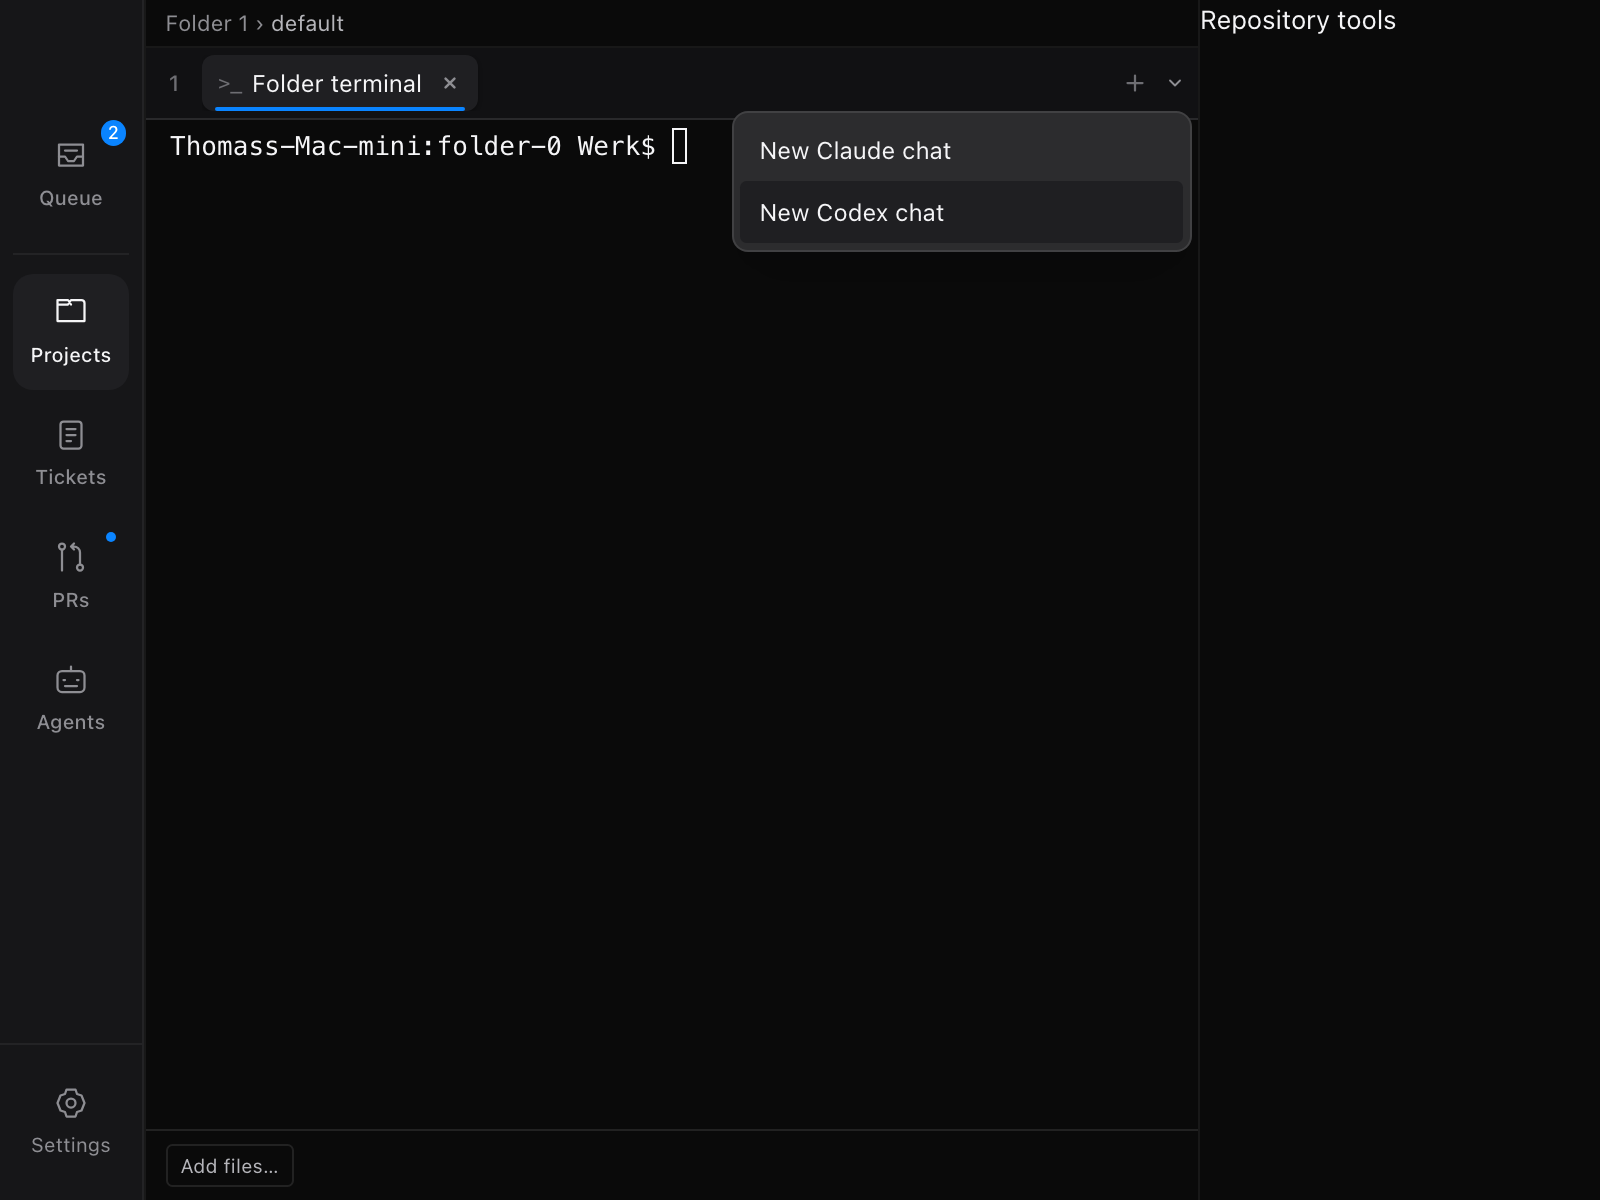 Folder 1 › default
Repository tools
1
>_ Folder terminal ×
+
Thomass-Mac-mini:folder-0 Werk$
New Claude chat
New Codex chat
2
Queue
Projects
Tickets
PRs
Agents
Settings
Add files...